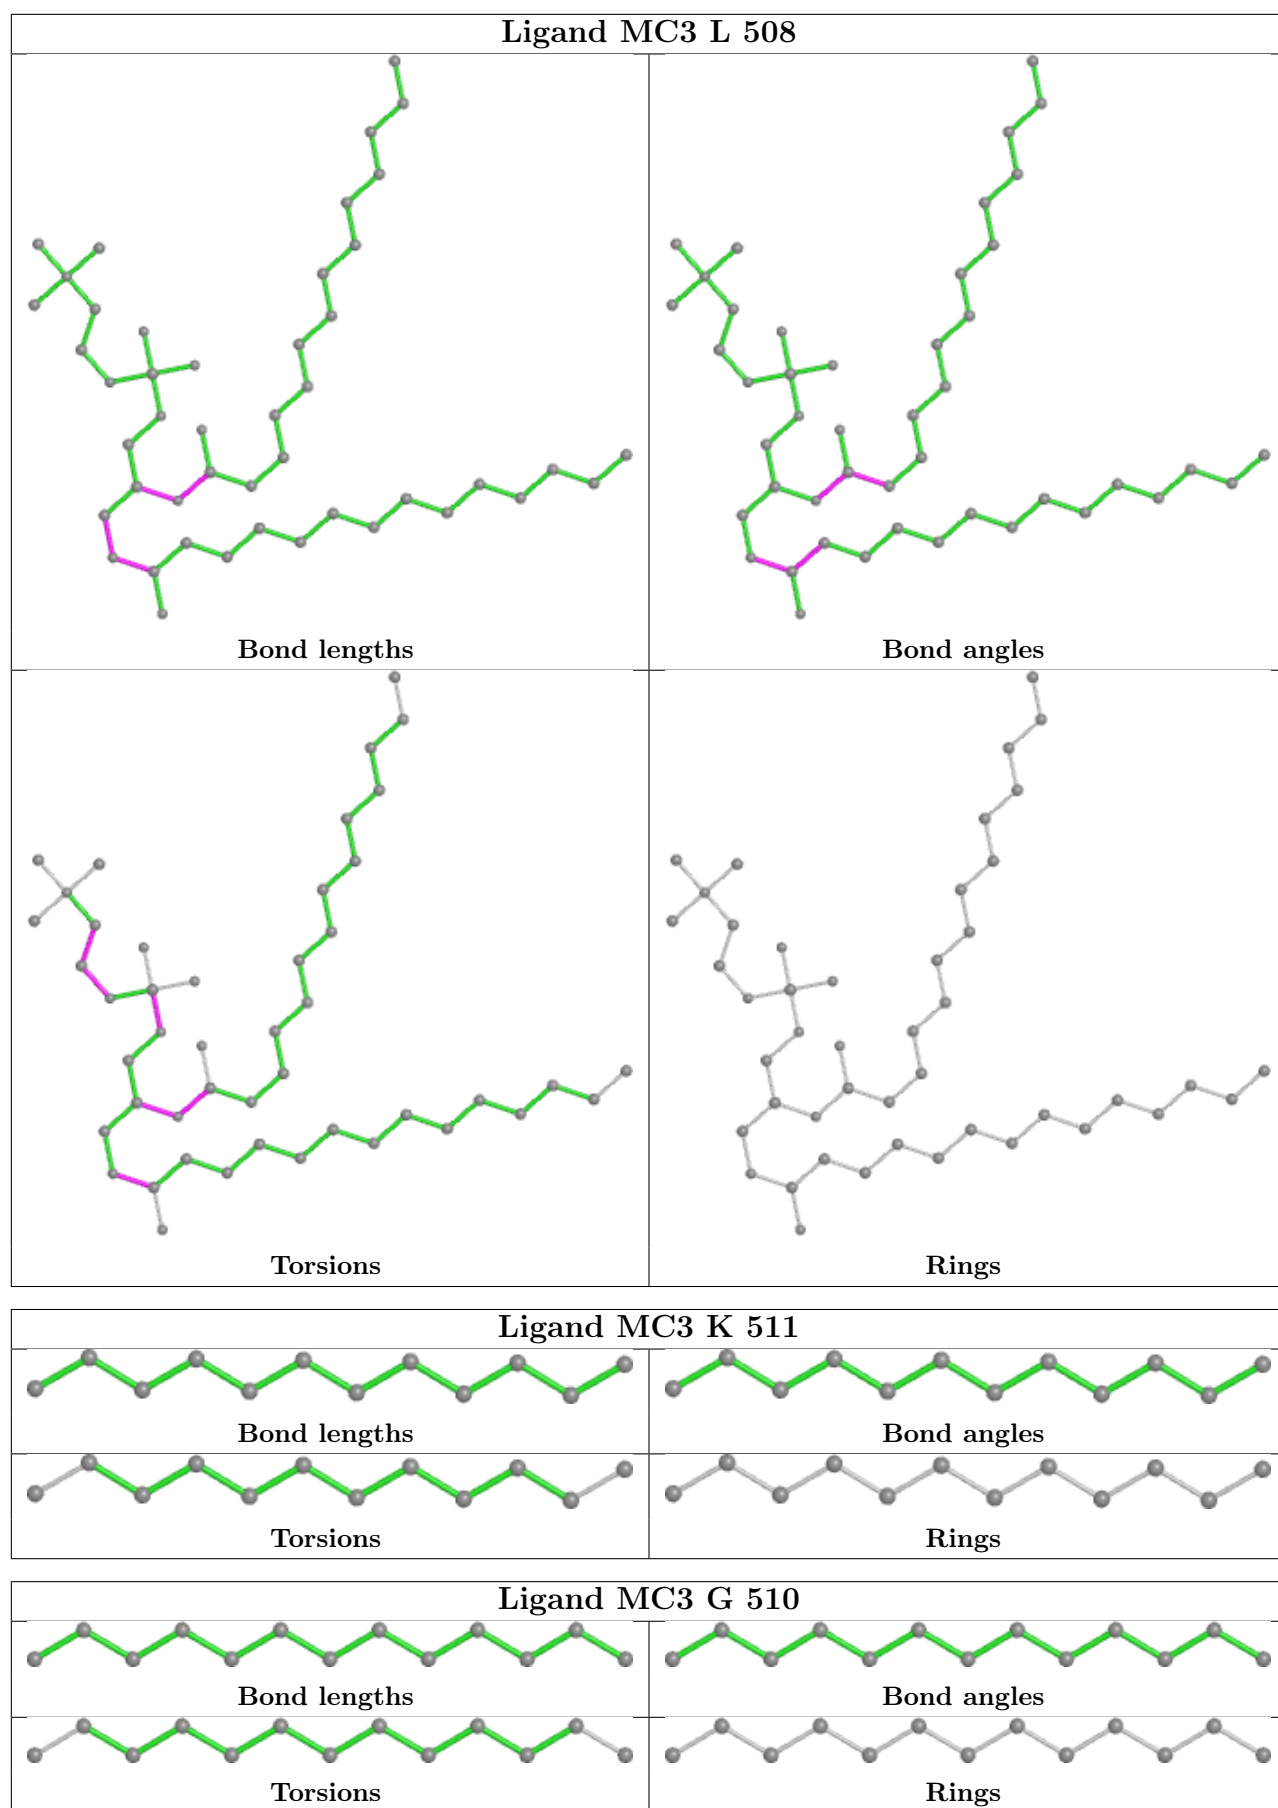 Ligand MC3 L 508
Bond lengths
Bond angles
Torsions
Rings
Ligand MC3 K 511
Bond lengths
Bond angles
Torsions
Rings
Ligand MC3 G 510
Bond lengths
Bond angles
Torsions
Rings